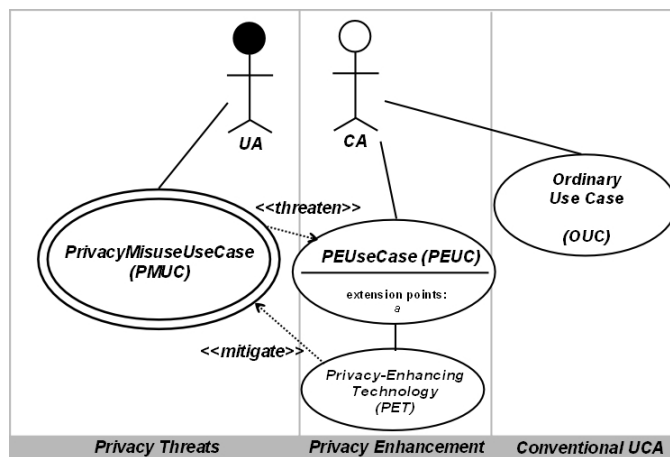 UA
CA
<<threaten>>
PrivacyMisuseUseCase
(PMUC)
PEUseCase (PEUC)
extension points:
a
Ordinary
Use Case
(OUC)
<<mitigate>>
Privacy-Enhancing
Technology
(PET)
Privacy Threats
Privacy Enhancement
Conventional UCA